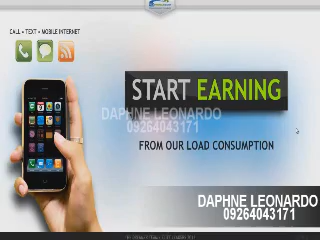 CALL • TEXT • MOBILE INTERNET
START EARNING
DAPHNE LEONARDO
09264043171
FROM OUR LOAD CONSUMPTION
DAPHNE LEONARDO
09264043171